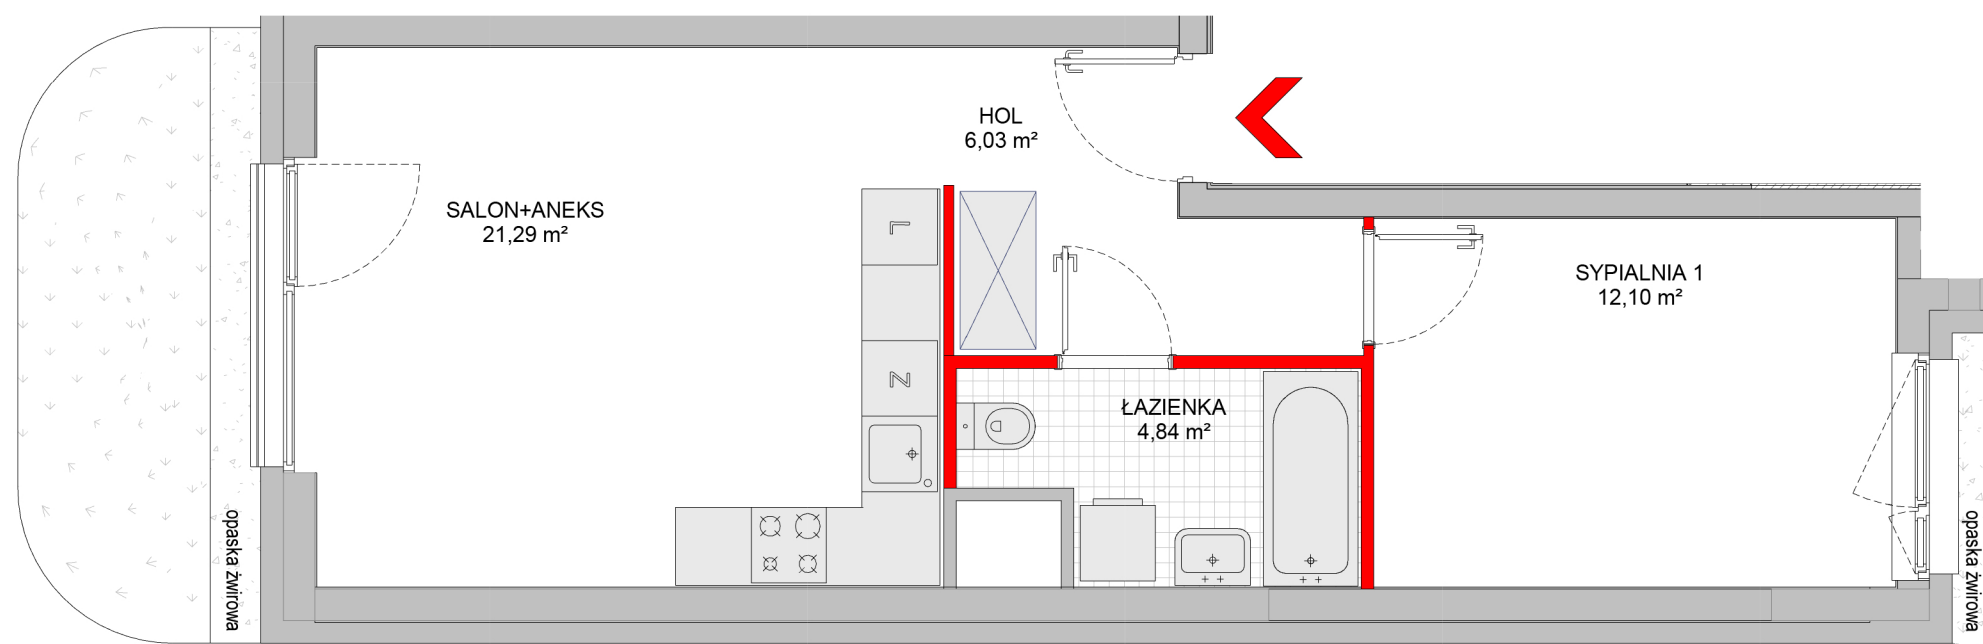 HOL
6,03 m²
SALON+ANEKS
21,29 m²
L
SYPIALNIA 1
12,10 m²
Z
ŁAZIENKA
4,84 m²
opaska żwirowa
opaska żwirowa